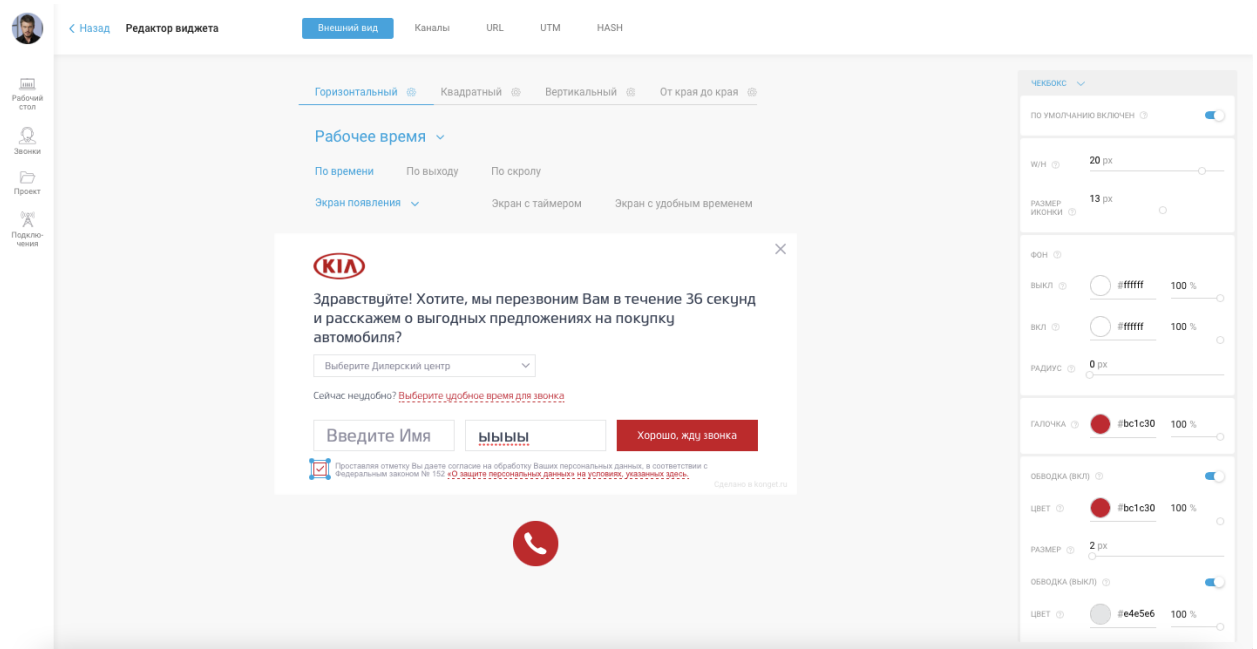 Назад Редактор виджета Внешний вид Каналы URL UTM HASH
Рабочий
стол
Звонки
Проект
Подклю-
чения
Горизонтальный Квадратный Вертикальный От края до края
Рабочее время
По времени По выходу По скролу
Экран появления Экран с таймером Экран с удобным временем
KIA
Здравствуйте! Хотите, мы перезвоним Вам в течение 36 секунд
и расскажем о выгодных предложениях на покупку
автомобиля?
Выберите Дилерский центр
Сейчас неудобно? Выберите удобное время для звонка
Введите Имя ыыыы Хорошо, жду звонка
Проставляя отметку Вы даете согласие на обработку Ваших персональных данных, в соответствии с
Федеральным законом № 152 «О защите персональных данных» на условиях, указанных здесь.
Сделано в konget.ru
ЧЕКБОКС
ПО УМОЛЧАНИЮ ВКЛЮЧЕН ?
W/H ? 20 px
РАЗМЕР
ИКОНКИ ? 13 px
ФОН ?
ВЫКЛ ? #ffffff 100 %
ВКЛ ? #ffffff 100 %
РАДИУС ? 0 px
ГАЛОЧКА ? #bc1c30 100 %
ОБВОДКА (ВКЛ) ?
ЦВЕТ ? #bc1c30 100 %
РАЗМЕР ? 2 px
ОБВОДКА (ВЫКЛ) ?
ЦВЕТ ? #e4e5e6 100 %